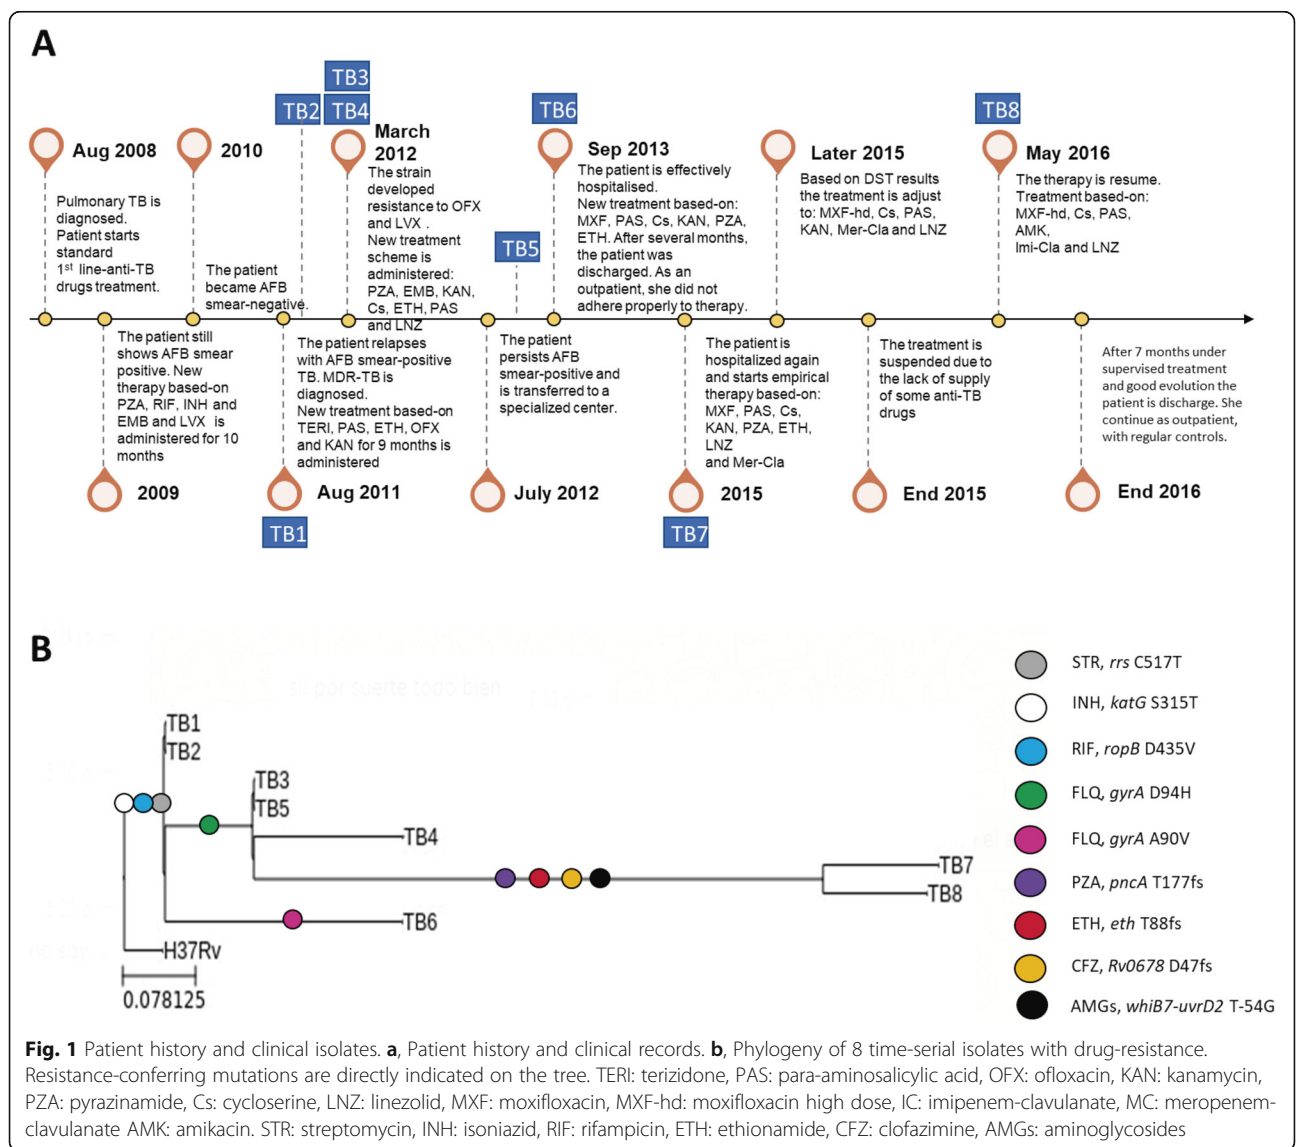 A
TB3
TB2
TB4
TB6
TB8
Aug 2008
2010
March
2012
Sep 2013
Later 2015
May 2016
Pulmonary TB is
diagnosed.
Patient starts
standard
1st line-anti-TB
drugs treatment.
The patient
became AFB
smear-negative.
The strain
developed
resistance to OFX
and LVX .
New treatment
scheme is
administered:
PZA, EMB, KAN,
Cs, ETH, PAS
and LNZ
TB5
The patient is effectively
hospitalised.
New treatment based-on:
MXF, PAS, Cs, KAN, PZA,
ETH. After several months,
the patient was
discharged. As an
outpatient, she did not
adhere properly to therapy.
Based on DST results
the treatment is adjust
to: MXF-hd, Cs, PAS,
KAN, Mer-Cla and LNZ
The therapy is resume.
Treatment based-on:
MXF-hd, Cs, PAS,
AMK,
Imi-Cla and LNZ
The patient still
shows AFB smear
positive. New
therapy based-on
PZA, RIF, INH and
EMB and LVX is
administered for 10
months
The patient relapses
with AFB smear-positive
TB. MDR-TB is
diagnosed.
New treatment based-on
TERI, PAS, ETH, OFX
and KAN for 9 months is
administered
The patient
persists AFB
smear-positive and
is transferred to a
specialized center.
The patient is
hospitalized again
and starts empirical
therapy based-on:
MXF, PAS, Cs,
KAN, PZA, ETH,
LNZ
and Mer-Cla
The treatment is
suspended due to
the lack of supply
of some anti-TB
drugs
After 7 months under
supervised treatment
and good evolution the
patient is discharge. She
continue as outpatient,
with regular controls.
2009
Aug 2011
July 2012
2015
End 2015
End 2016
TB1
TB7
B
sil por suerte todo bien
TB1
TB2
TB3
TB5
TB4
TB7
TB8
TB6
H37Rv
0.078125
STR, rrs C517T
INH, katG S315T
RIF, ropB D435V
FLQ, gyrA D94H
FLQ, gyrA A90V
PZA, pncA T177fs
ETH, eth T88fs
CFZ, Rv0678 D47fs
AMGs, whiB7-uvrD2 T-54G
Fig. 1 Patient history and clinical isolates. a, Patient history and clinical records. b, Phylogeny of 8 time-serial isolates with drug-resistance.
Resistance-conferring mutations are directly indicated on the tree. TERI: terizidone, PAS: para-aminosalicylic acid, OFX: ofloxacin, KAN: kanamycin,
PZA: pyrazinamide, Cs: cycloserine, LNZ: linezolid, MXF: moxifloxacin, MXF-hd: moxifloxacin high dose, IC: imipenem-clavulanate, MC: meropenem-
clavulanate AMK: amikacin. STR: streptomycin, INH: isoniazid, RIF: rifampicin, ETH: ethionamide, CFZ: clofazimine, AMGs: aminoglycosides